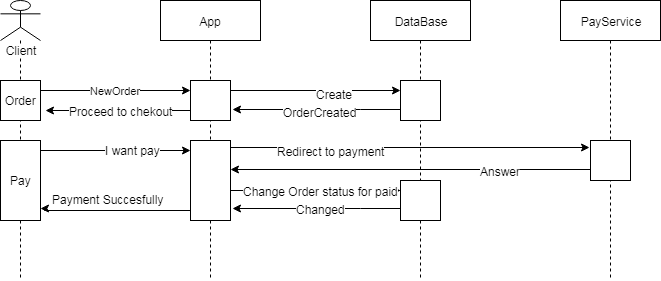 App
DataBase
PayService
Client
Order
NewOrder
Create
Proceed to chekout
OrderCreated
Pay
I want pay
Redirect to payment
Answer
Change Order status for paid
Payment Succesfully
Changed